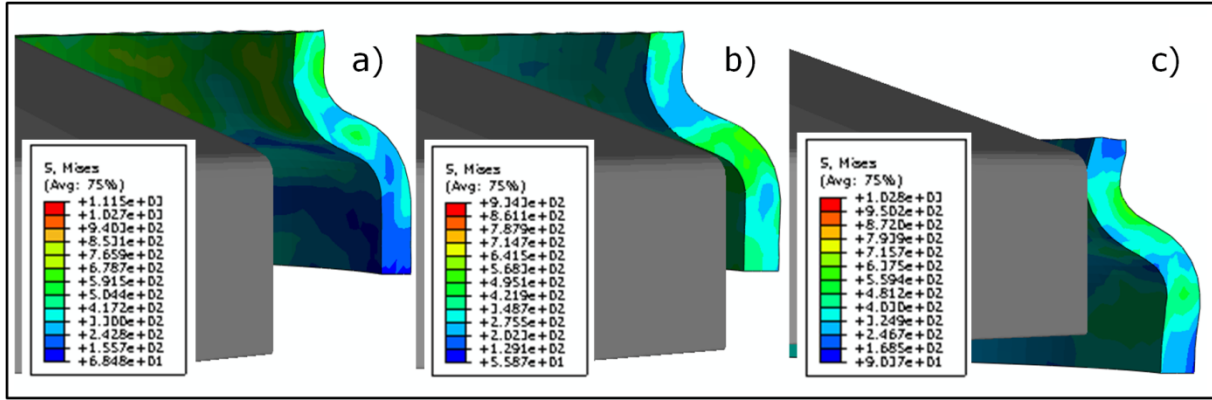 a)
S, Mises
(Avg: 75%)
+1.115e+03
+1.027e+03
+9.403e+02
+8.531e+02
+7.659e+02
+6.787e+02
+5.915e+02
+5.044e+02
+4.172e+02
+3.300e+02
+2.428e+02
+1.557e+02
+6.848e+01
b)
S, Mises
(Avg: 75%)
+9.343e+02
+8.611e+02
+7.879e+02
+7.147e+02
+6.415e+02
+5.683e+02
+4.951e+02
+4.219e+02
+3.487e+02
+2.755e+02
+2.023e+02
+1.291e+02
+5.587e+01
c)
S, Mises
(Avg: 75%)
+1.028e+03
+9.502e+02
+8.720e+02
+7.939e+02
+7.157e+02
+6.375e+02
+5.594e+02
+4.812e+02
+4.030e+02
+3.249e+02
+2.467e+02
+1.685e+02
+9.037e+01